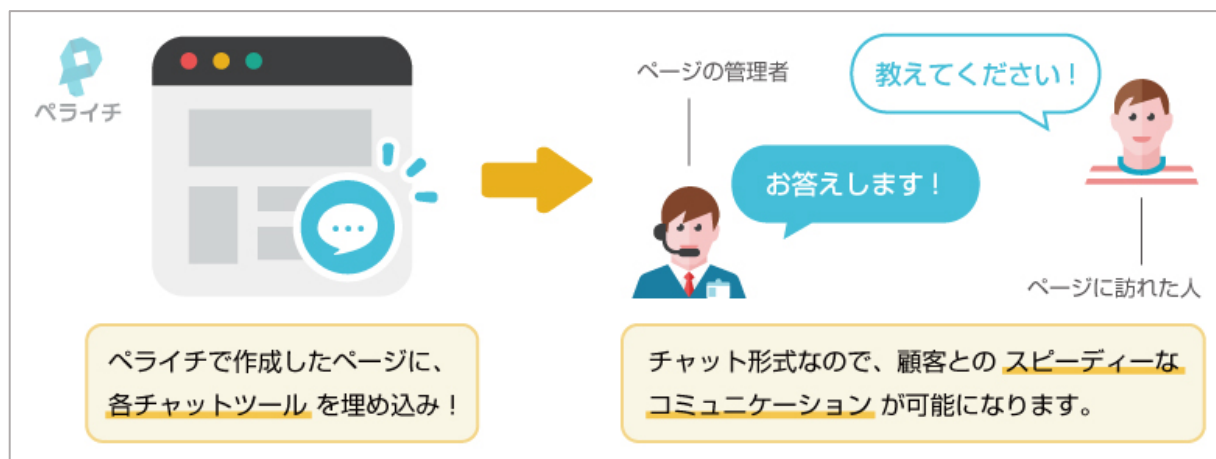 ペライチ
ページの管理者
教えてください！
お答えします！
ページに訪れた人
ペライチで作成したページに、
各チャットツール を埋め込み！
チャット形式なので、顧客との スピーディーな
コミュニケーション が可能になります。